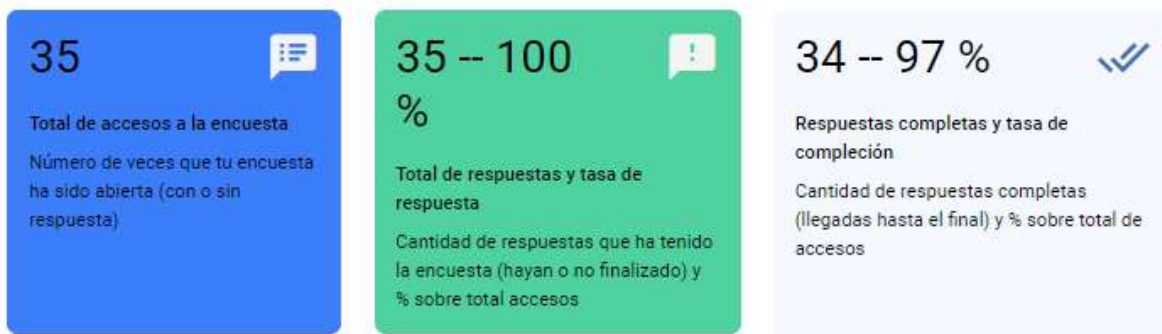 35
Total de accesos a la encuesta
Número de veces que tu encuesta
ha sido abierta (con o sin
respuesta)
35 -- 100
%
Total de respuestas y tasa de
respuesta
Cantidad de respuestas que ha tenido
la encuesta (hayan o no finalizado) y
% sobre total accesos
34 -- 97 %
Respuestas completas y tasa de
compleción
Cantidad de respuestas completas
(llegadas hasta el final) y % sobre total de
accesos